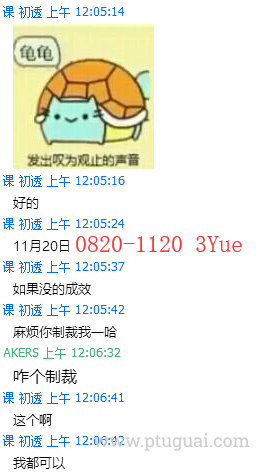 课 初透 上午 12:05:14
龟龟
发出叹为观止的声音
课 初透 上午 12:05:16
好的
课 初透 上午 12:05:24
11月20日 0820-1120 3Yue
课 初透 上午 12:05:37
如果没的成效
课 初透 上午 12:05:42
麻烦你制裁我一哈
AKERS 上午 12:06:32
咋个制裁
课 初透 上午 12:06:41
这个啊
课 初透 上午 12:06:42
www.ptuguai.com
我都可以